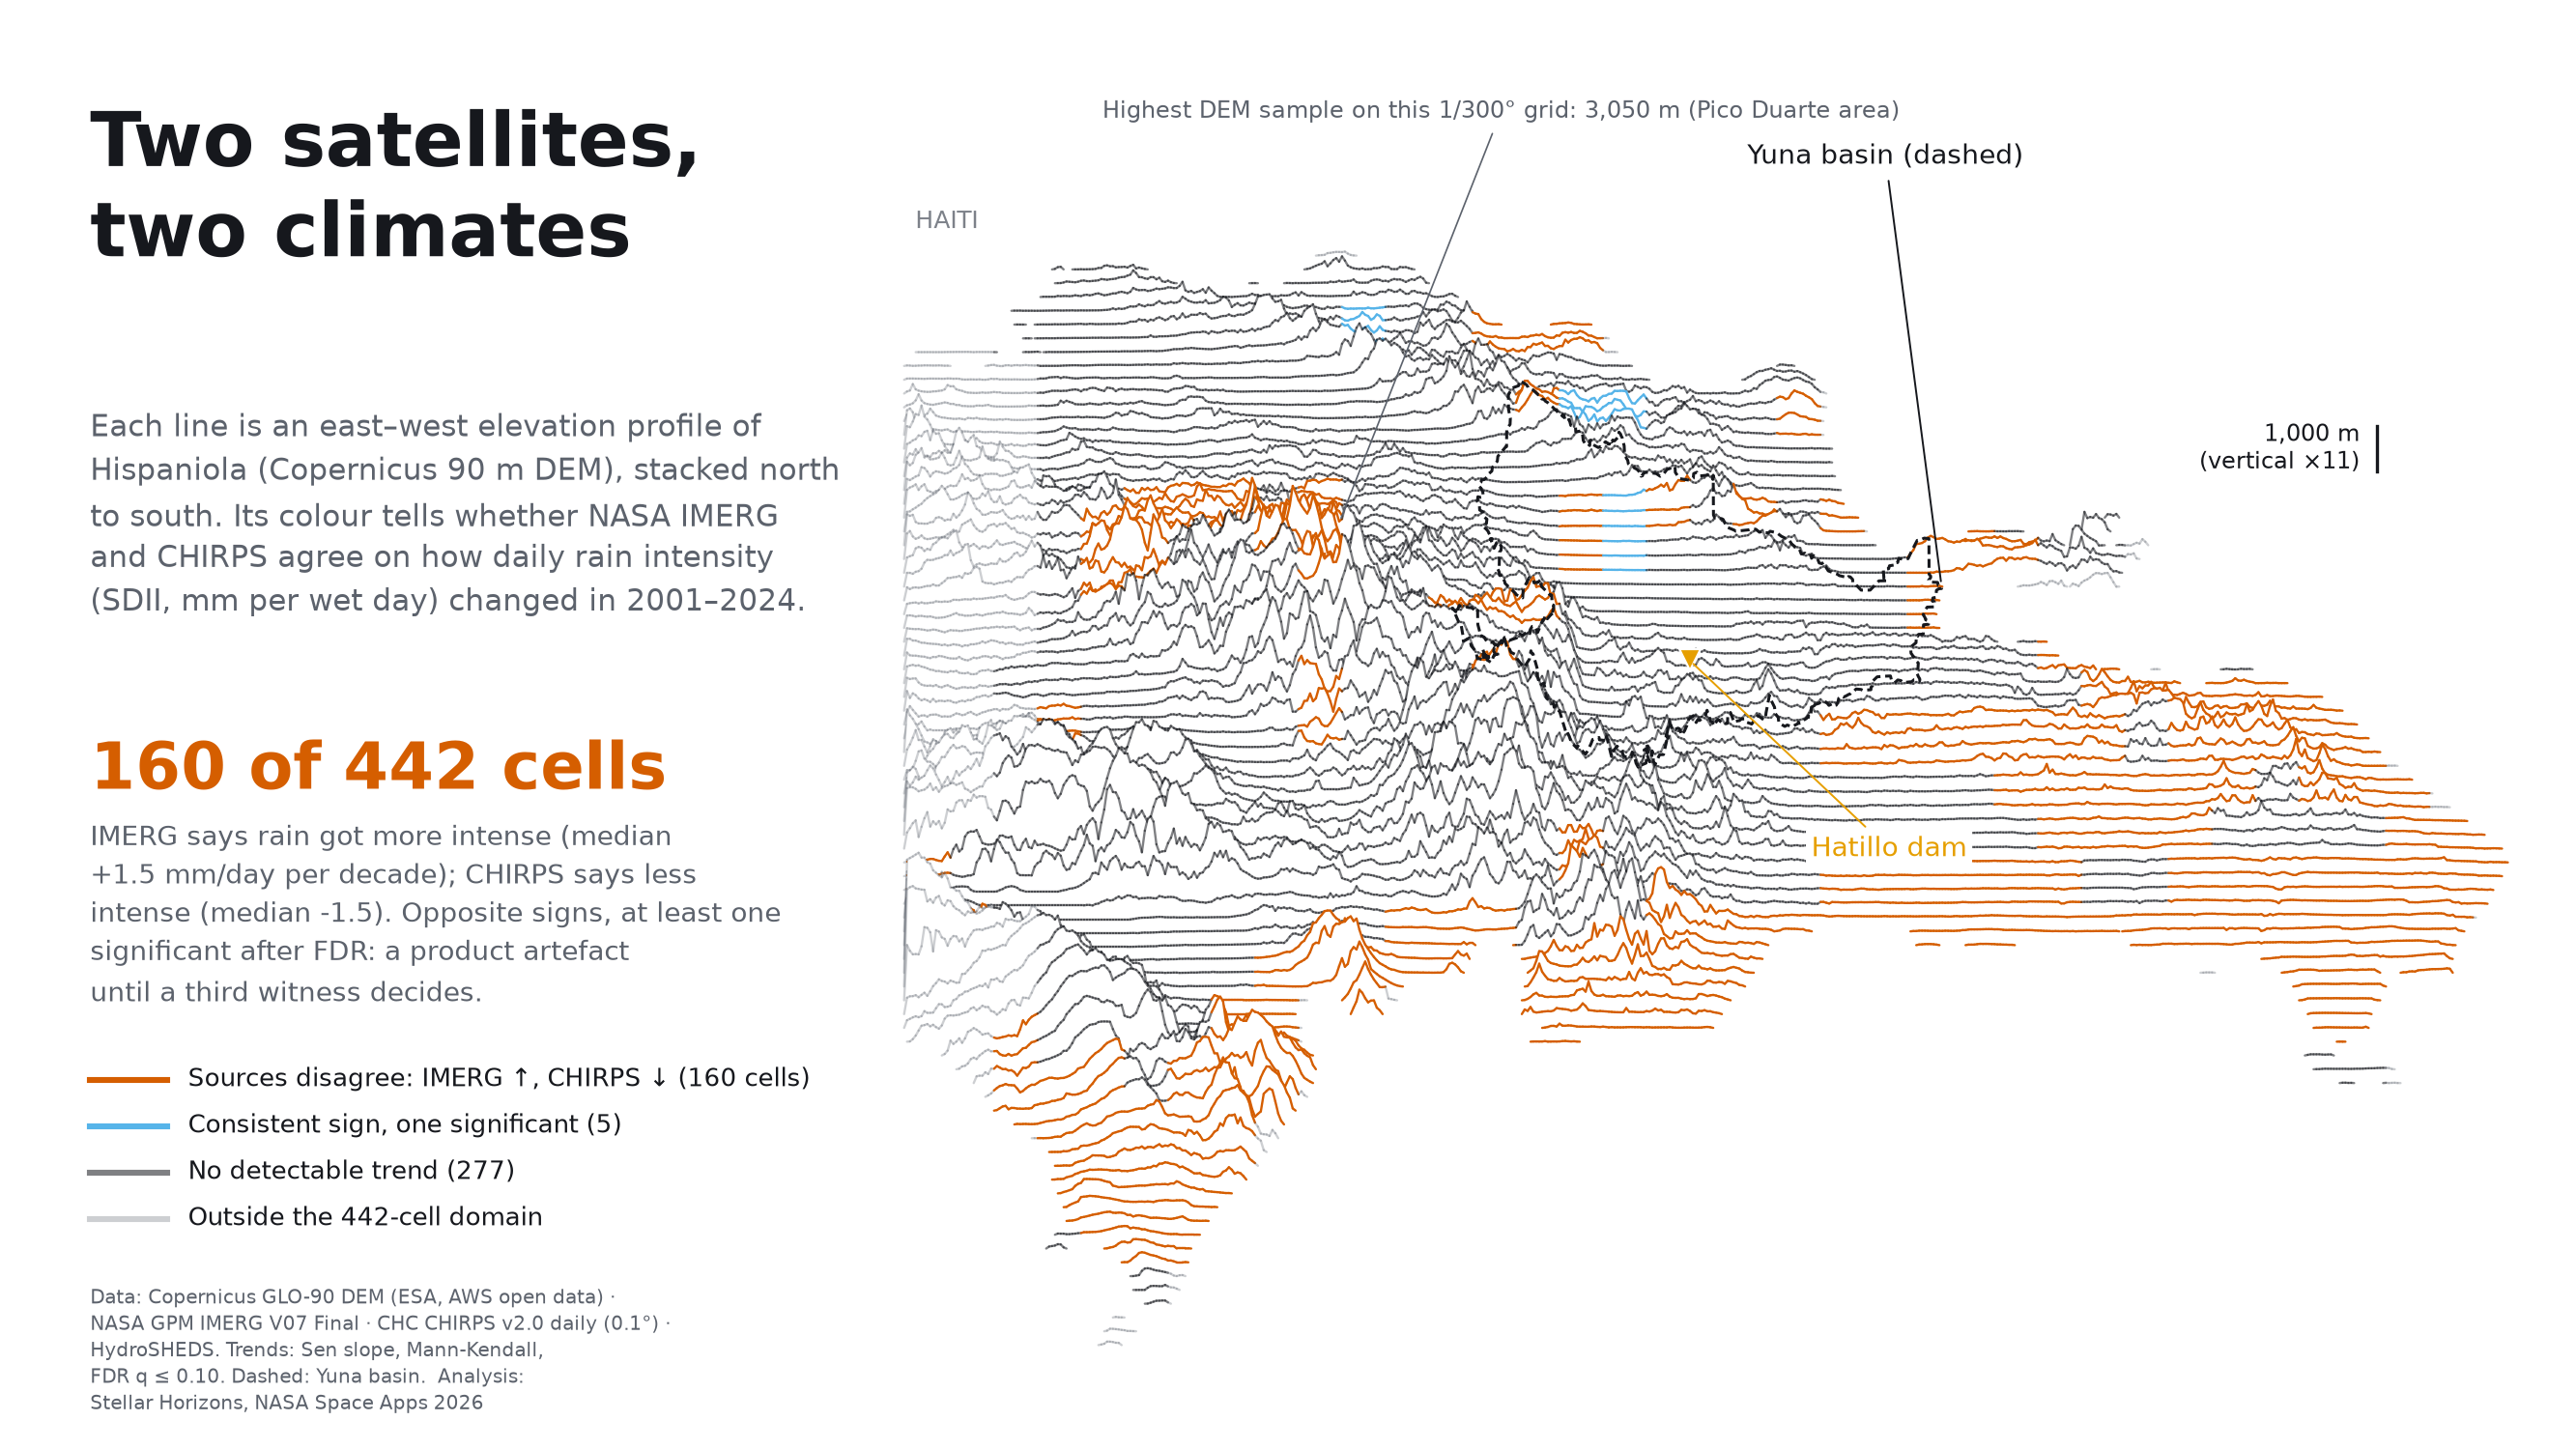 Two satellites,
two climates
Each line is an east–west elevation profile of
Hispaniola (Copernicus 90 m DEM), stacked north
to south. Its colour tells whether NASA IMERG
and CHIRPS agree on how daily rain intensity
(SDII, mm per wet day) changed in 2001–2024.
160 of 442 cells
IMERG says rain got more intense (median
+1.5 mm/day per decade); CHIRPS says less
intense (median -1.5). Opposite signs, at least one
significant after FDR: a product artefact
until a third witness decides.
Sources disagree: IMERG ↑, CHIRPS ↓ (160 cells)
Consistent sign, one significant (5)
No detectable trend (277)
Outside the 442-cell domain
Data: Copernicus GLO-90 DEM (ESA, AWS open data) ·
NASA GPM IMERG V07 Final · CHC CHIRPS v2.0 daily (0.1°) ·
HydroSHEDS. Trends: Sen slope, Mann-Kendall,
FDR q ≤ 0.10. Dashed: Yuna basin. Analysis:
Stellar Horizons, NASA Space Apps 2026
Highest DEM sample on this 1/300° grid: 3,050 m (Pico Duarte area)
Yuna basin (dashed)
HAITI
1,000 m
(vertical ×11)
Hatillo dam